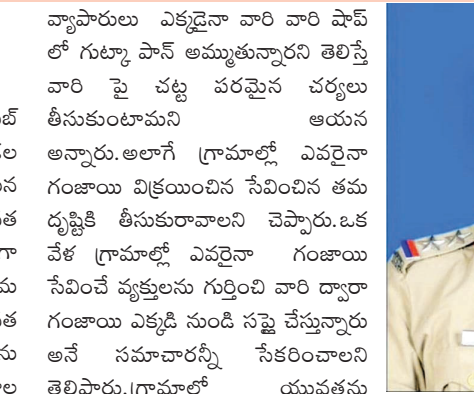 వ్యాపారులు ఎక్కడైనా వారి వారి షాప్
లో గుట్కా పాన్ అమ్ముతున్నారని తెలిస్తే
వారి పై చట్ట పరమైన చర్యలు
తీసుకుంటామని ఆయన
అన్నారు.అలాగే గ్రామాల్లో ఎవరైనా
గంజాయి విక్రయించిన సేవించిన తమ
దృష్టికి తీసుకురావాలని చెప్పారు.ఒక
వేళ గ్రామాల్లో ఎవరైనా గంజాయి
సేవించే వ్యక్తులను గుర్తించి వారి ద్వారా
గంజాయి ఎక్కడి నుండి సప్లై చేస్తున్నారు
అనే సమాచారన్నీ సేకరించాలని
తెలిపారు.గ్రామాల్లో యువతను